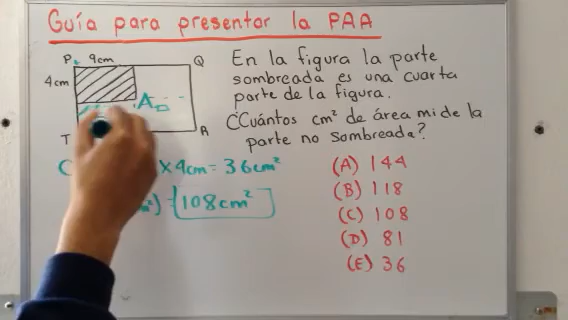 Guía para presentar la PAA
P 9cm Q
4cm
A
T R
En la figura la parte
sombreada es una cuarta
parte de la figura.
¿Cuántos cm² de área mide la
parte no sombreada?
x 4cm = 36cm²
= 108cm²
(A) 144
(B) 118
(C) 108
(D) 81
(E) 36